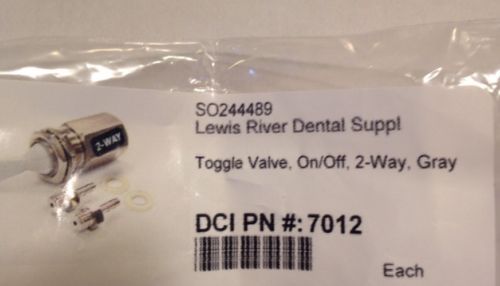 2-WAY
SO244489
Lewis River Dental Suppl
Toggle Valve, On/Off, 2-Way, Gray
DCI PN #: 7012
Each